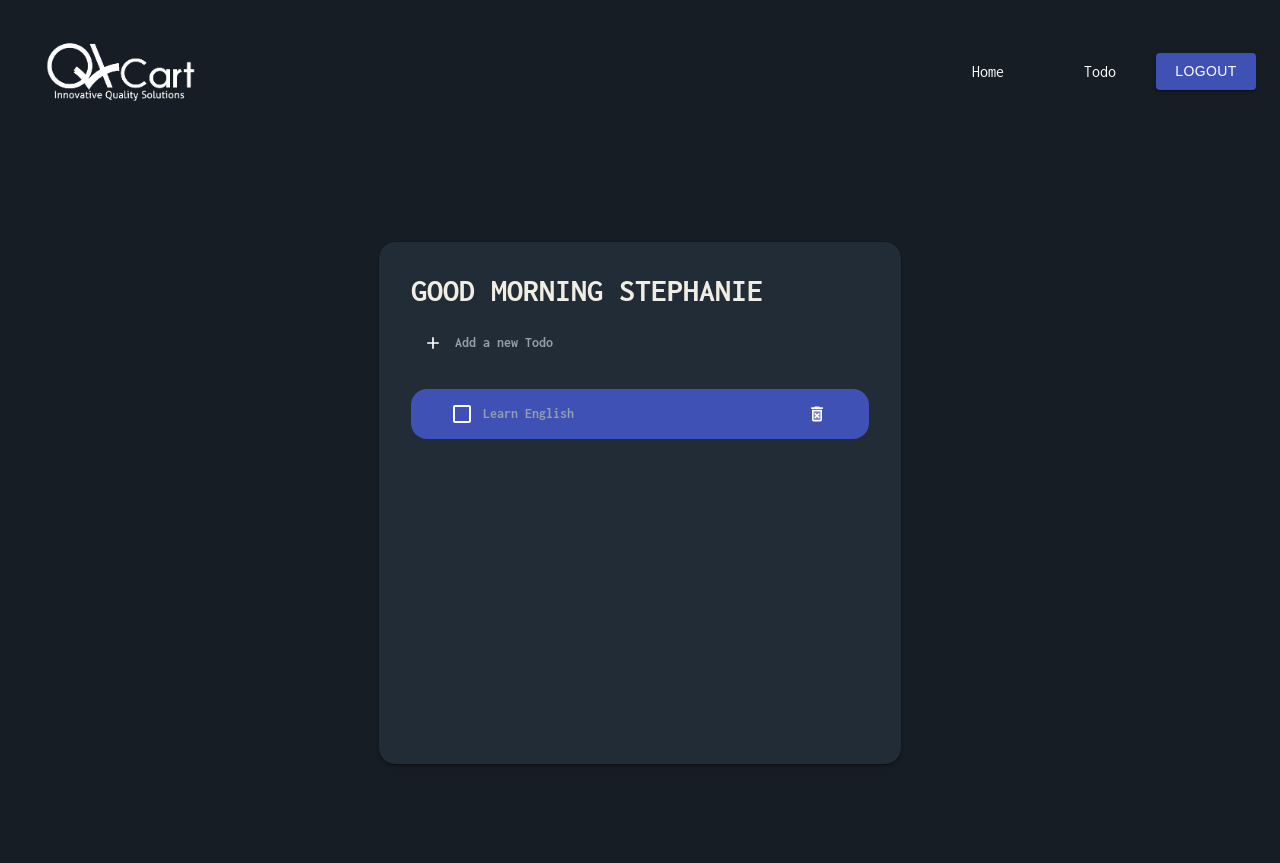 QACart
Innovative Quality Solutions
Home
Todo
LOGOUT
GOOD MORNING STEPHANIE
Add a new Todo
Learn English